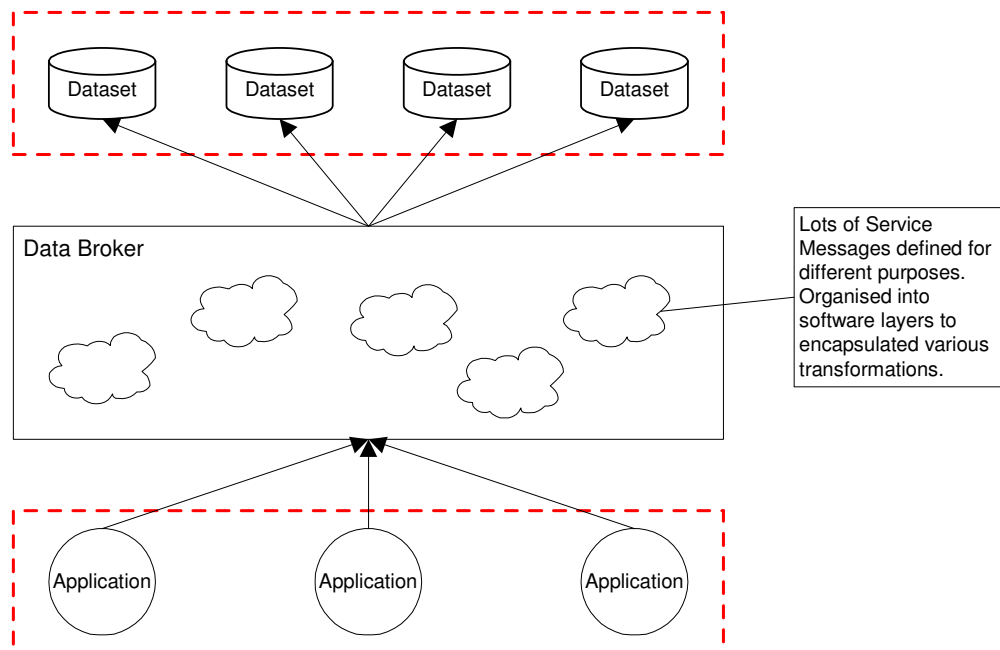 Dataset
Dataset
Dataset
Dataset
Data Broker
Lots of Service
Messages defined for
different purposes.
Organised into
software layers to
encapsulated various
transformations.
Application
Application
Application